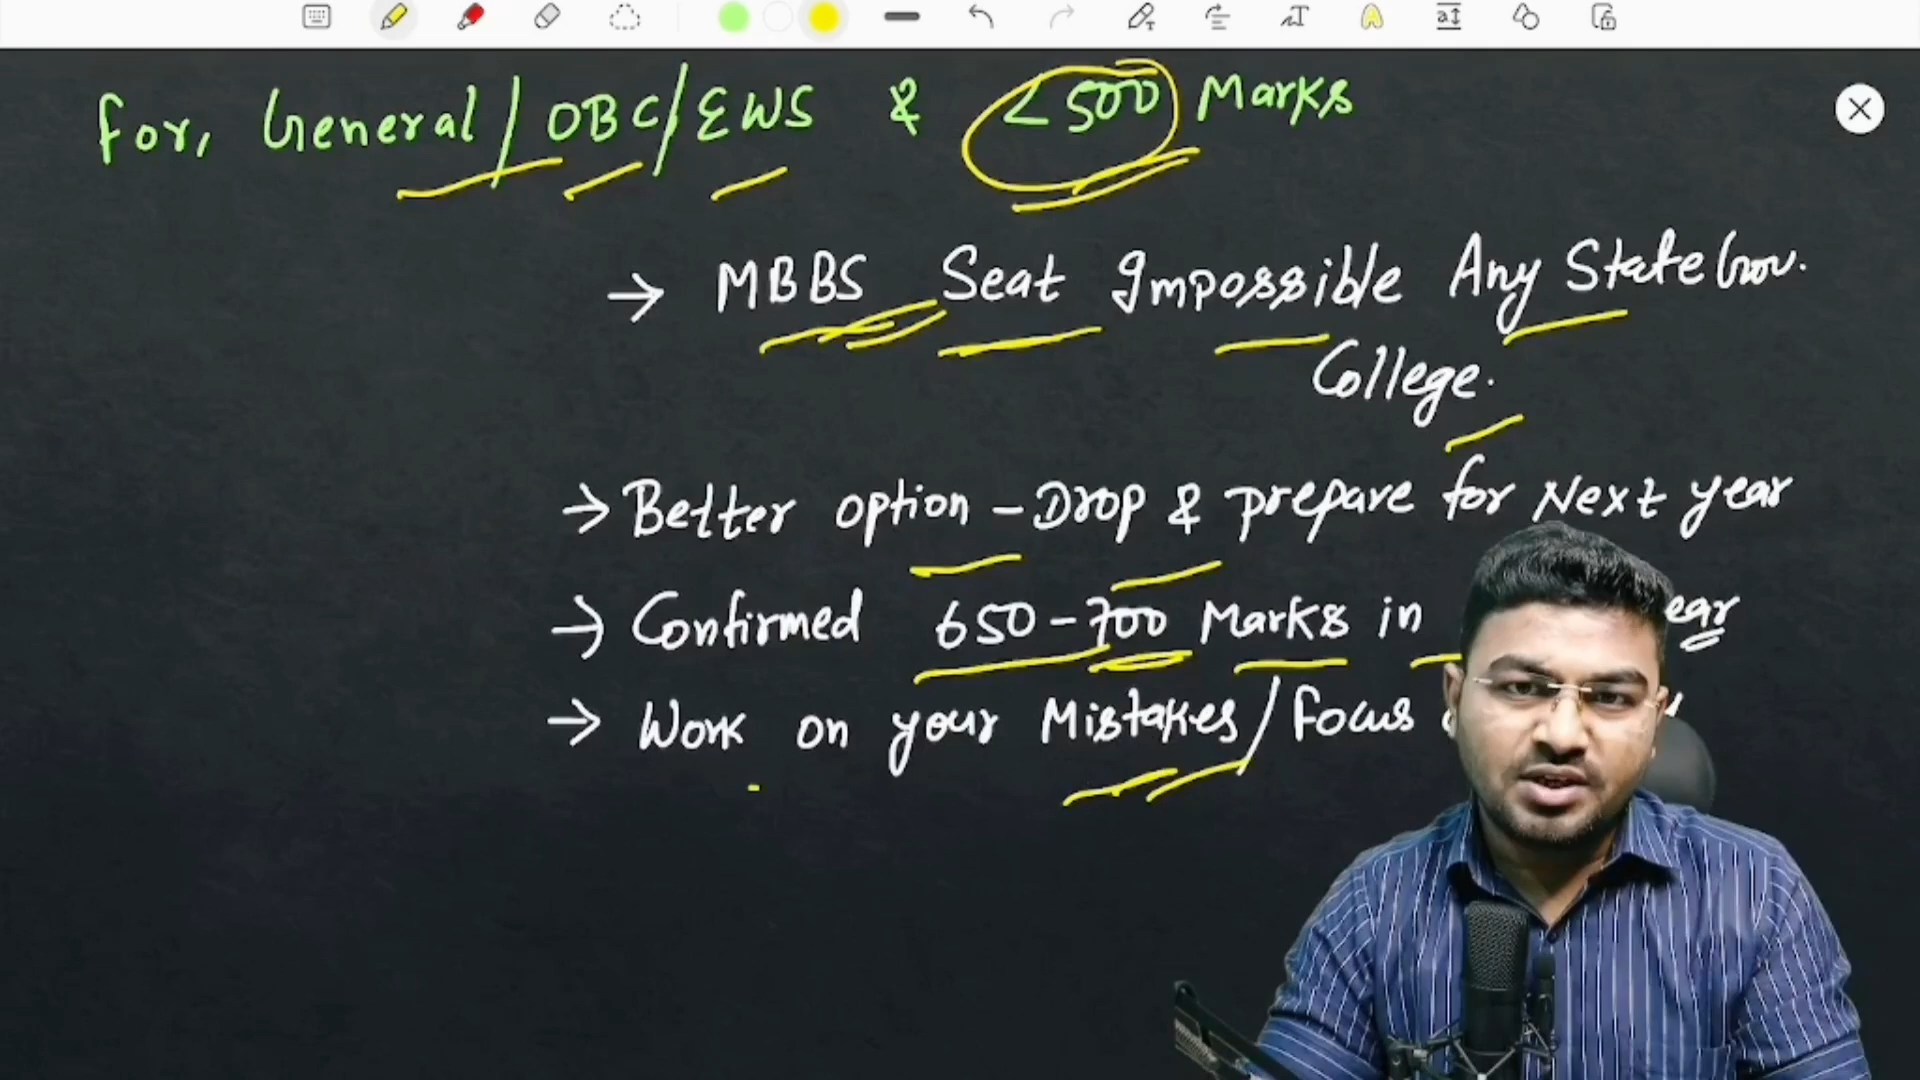 For, General/OBC/EWS & <500 Marks
→ MBBS Seat Impossible Any State Gov.
College.
→ Better option - Drop & prepare for Next year
→ Confirmed 650-700 Marks in
→ Work on your Mistakes/Focus